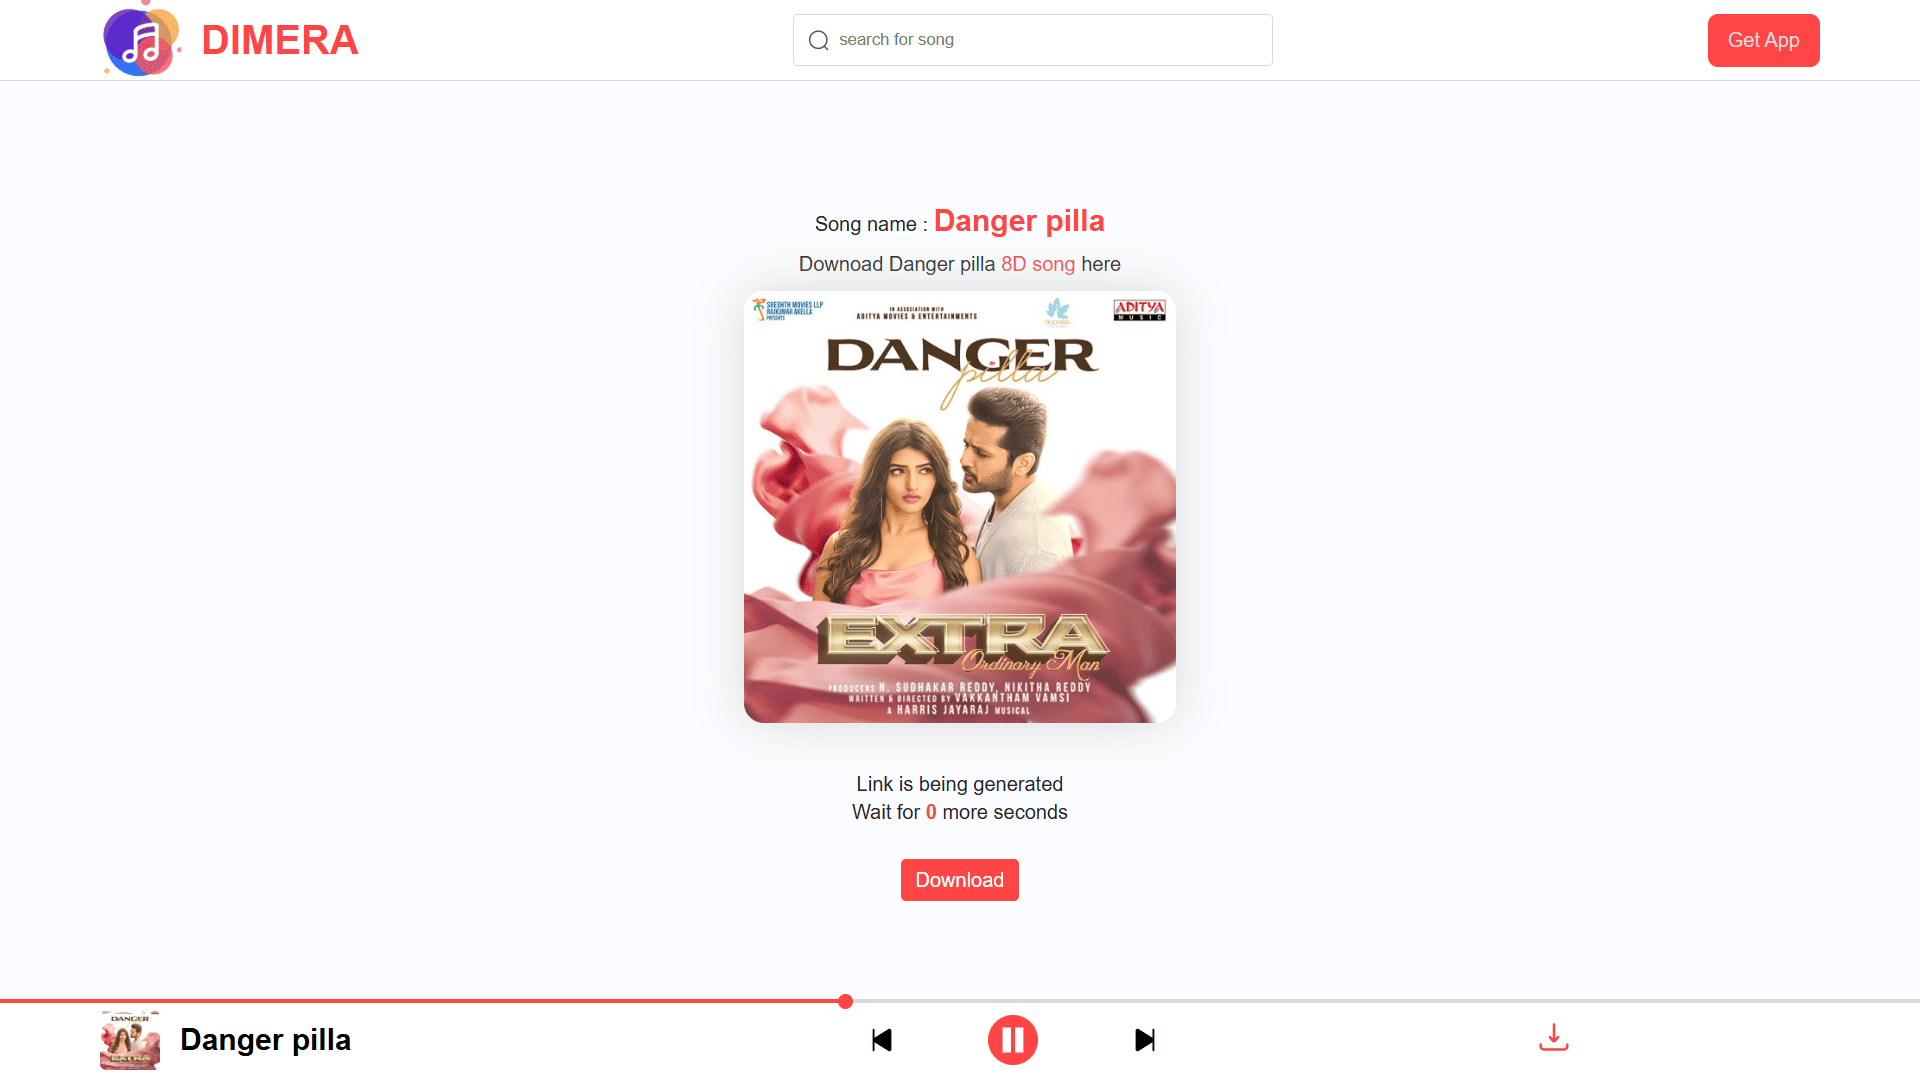 DIMERA
search for song
Get App
Song name : Danger pilla
Downoad Danger pilla 8D song here
SRESHTH MOVIES LLP
RAJKUMAR AKELLA
PRESENTS
IN ASSOCIATION WITH
ADITYA MOVIES & ENTERTAINMENTS
RUCHIRA
ADITYA
MUSIC
DANGER
pilla
EXTRA
Ordinary Man
PRODUCERS N. SUDHAKAR REDDY, NIKITHA REDDY
WRITTEN & DIRECTED BY VAKKANTHAM VAMSI
A HARRIS JAYARAJ MUSICAL
Link is being generated
Wait for 0 more seconds
Download
DANGER
EXTRA
Danger pilla